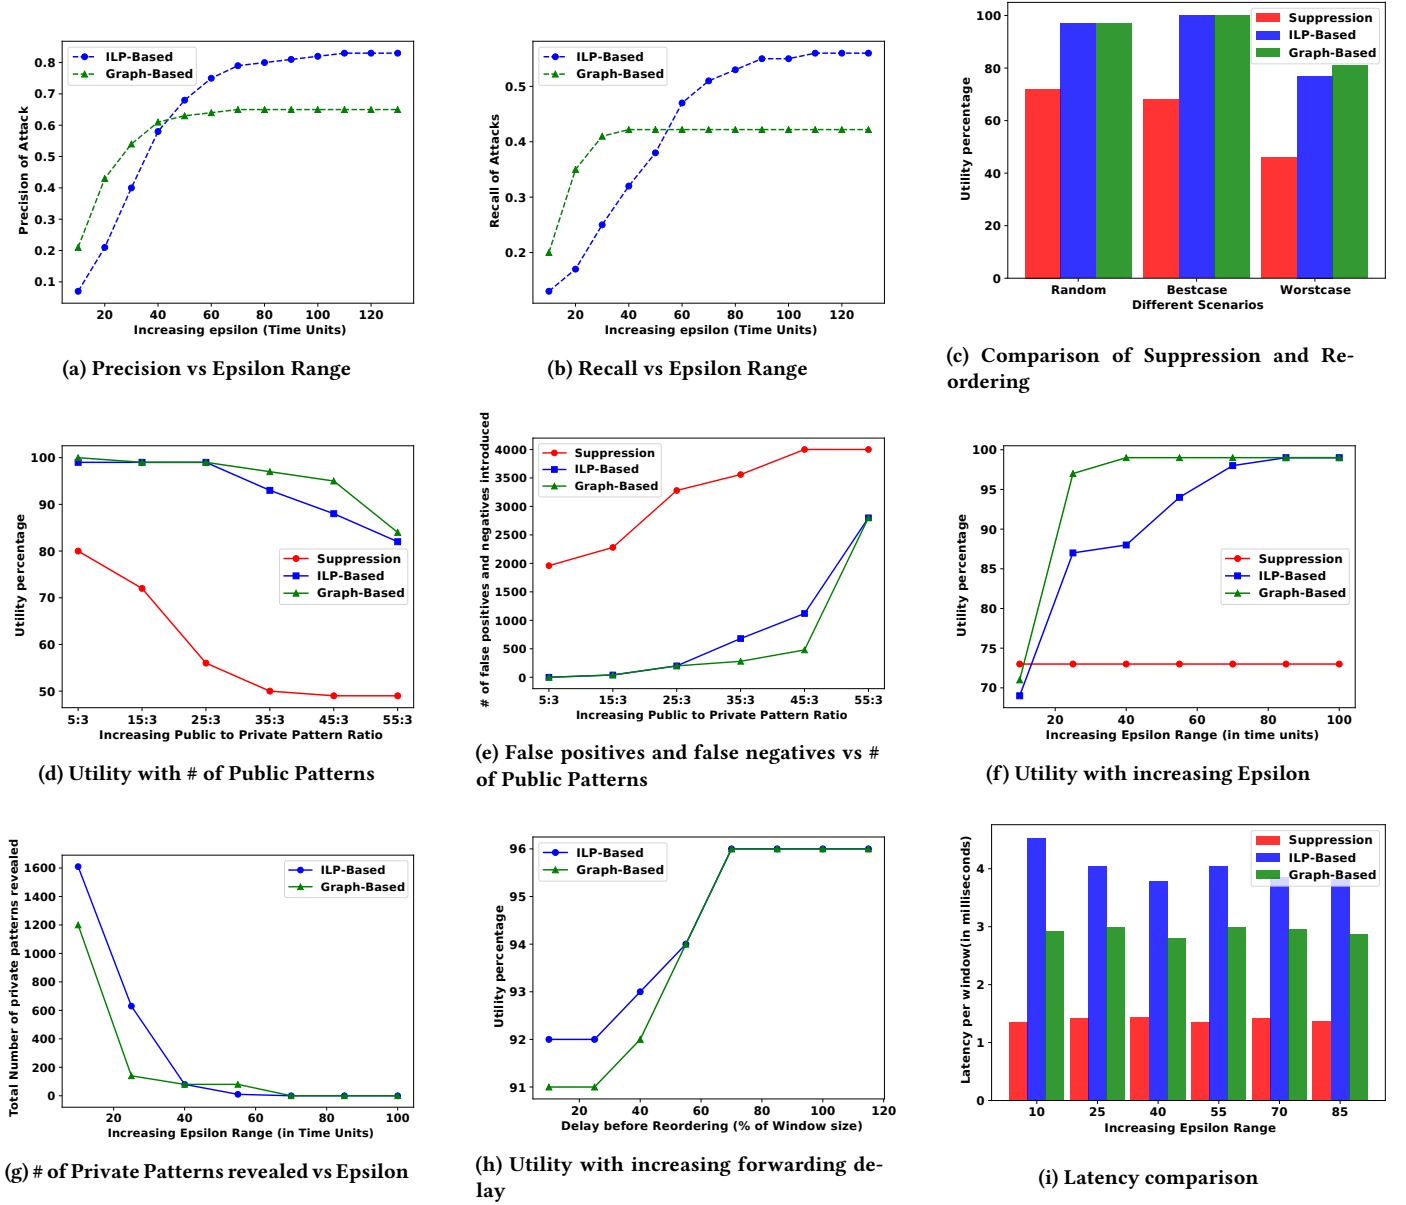 0.8
0.7
0.6
0.5
0.4
0.3
0.2
0.1
Precision of Attack
ILP-Based
Graph-Based
20 40 60 80 100 120
Increasing epsilon (Time Units)
(a) Precision vs Epsilon Range
0.5
0.4
0.3
0.2
Recall of Attacks
ILP-Based
Graph-Based
20 40 60 80 100 120
Increasing epsilon (Time Units)
(b) Recall vs Epsilon Range
100
80
60
40
20
0
Utility percentage
Suppression
ILP-Based
Graph-Based
Random Bestcase Worstcase
Different Scenarios
(c) Comparison of Suppression and Re-
ordering
100
90
80
70
60
50
Utility percentage
Suppression
ILP-Based
Graph-Based
5:3 15:3 25:3 35:3 45:3 55:3
Increasing Public to Private Pattern Ratio
(d) Utility with # of Public Patterns
4000
3500
3000
2500
2000
1500
1000
500
0
# of false positives and negatives introduced
Suppression
ILP-Based
Graph-Based
5:3 15:3 25:3 35:3 45:3 55:3
Increasing Public to Private Pattern Ratio
(e) False positives and false negatives vs #
of Public Patterns
100
95
90
85
80
75
70
Utility percentage
Suppression
ILP-Based
Graph-Based
20 40 60 80 100
Increasing Epsilon Range (in time units)
(f) Utility with increasing Epsilon
1600
1400
1200
1000
800
600
400
200
0
Total Number of private patterns revealed
ILP-Based
Graph-Based
20 40 60 80 100
Increasing Epsilon Range (in Time Units)
(g) # of Private Patterns revealed vs Epsilon
96
95
94
93
92
91
Utility percentage
ILP-Based
Graph-Based
20 40 60 80 100 120
Delay before Reordering (% of Window size)
(h) Utility with increasing forwarding de-
lay
4
3
2
1
0
Latency per window(in milliseconds)
Suppression
ILP-Based
Graph-Based
10 25 40 55 70 85
Increasing Epsilon Range
(i) Latency comparison